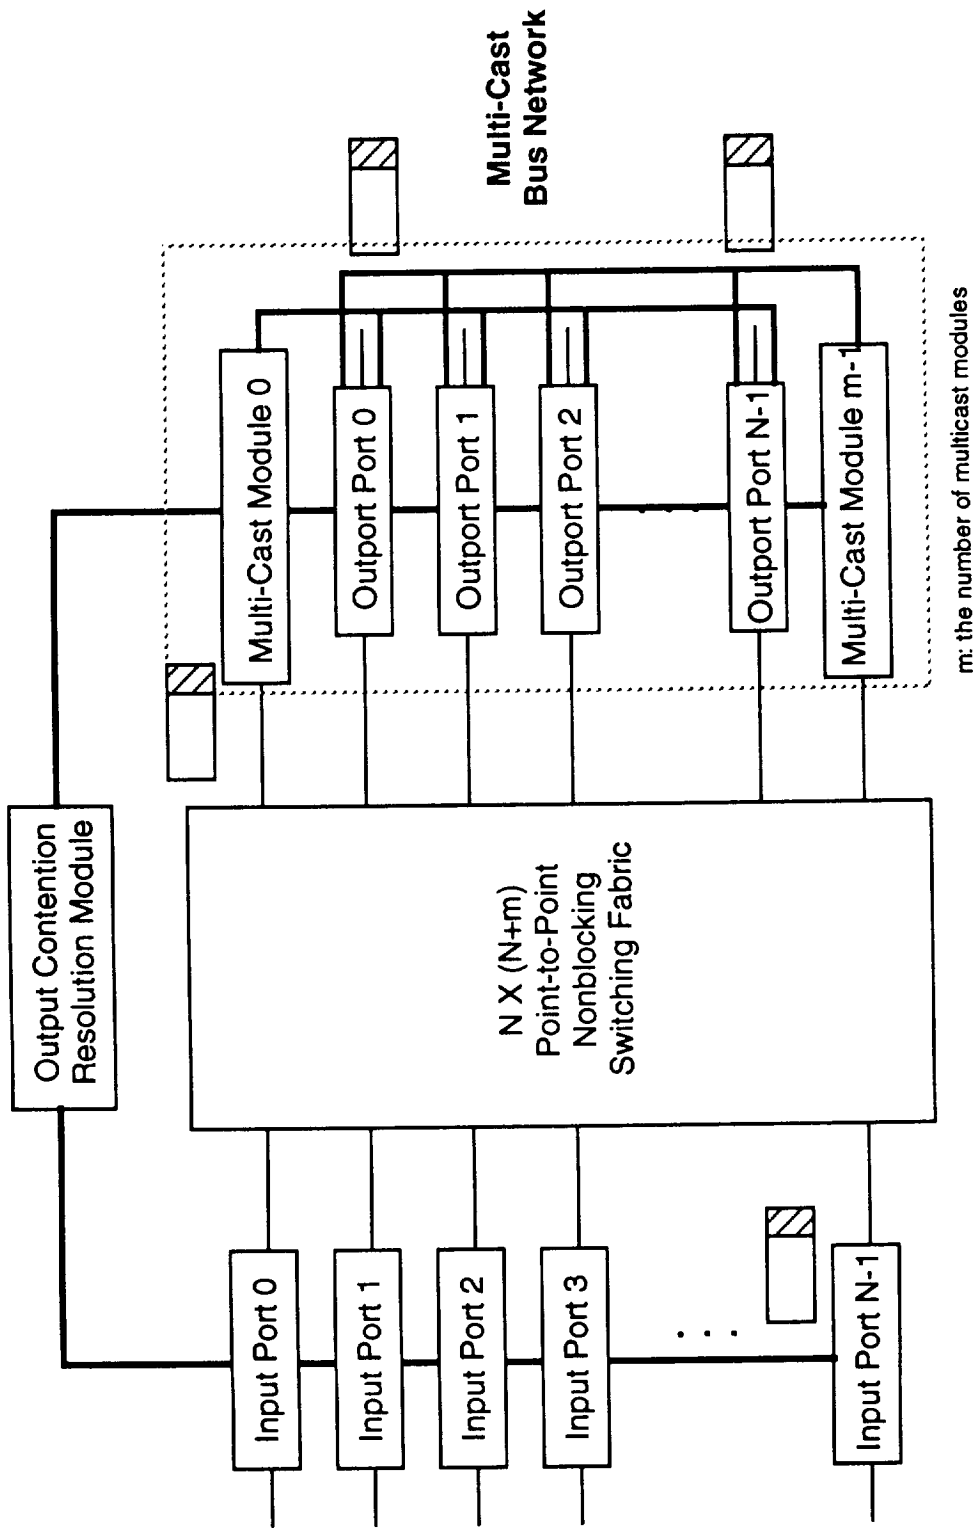 Output Contention
Resolution Module
Input Port 0
Input Port 1
Input Port 2
Input Port 3
. . .
Input Port N-1
N X (N+m)
Point-to-Point
Nonblocking
Switching Fabric
Multi-Cast Module 0
Outport Port 0
Outport Port 1
Outport Port 2
. . .
Outport Port N-1
Multi-Cast Module m-1
Multi-Cast
Bus Network
m: the number of multicast modules